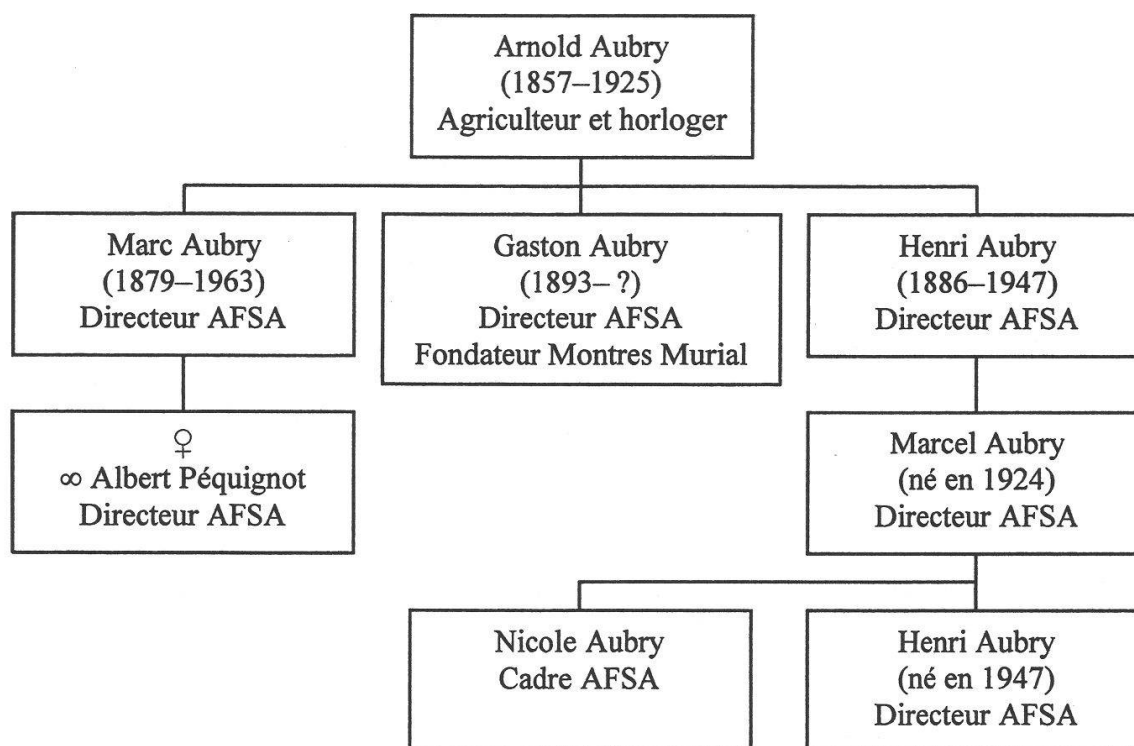 Arnold Aubry
(1857–1925)
Agriculteur et horloger
Marc Aubry
(1879–1963)
Directeur AFSA
Gaston Aubry
(1893– ?)
Directeur AFSA
Fondateur Montres Murial
Henri Aubry
(1886–1947)
Directeur AFSA
♀
∞ Albert Péquignot
Directeur AFSA
Marcel Aubry
(né en 1924)
Directeur AFSA
Nicole Aubry
Cadre AFSA
Henri Aubry
(né en 1947)
Directeur AFSA